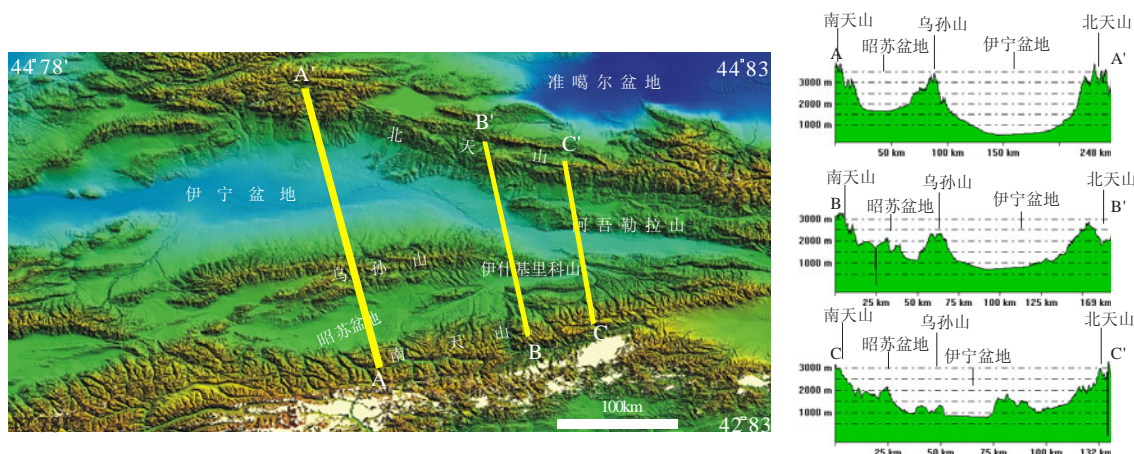 44°78'
44°83
A'
准噶尔盆地
B'
C'
北天山
伊宁盆地
阿吾勒拉山
乌孙山
伊什基里科山
昭苏盆地
南天山
A
B
C
100km
42°83
南天山
乌孙山
北天山
昭苏盆地
伊宁盆地
A
A'
3000 m
2500 m
2000 m
1000 m
50 km
100 km
150 km
240 km
南天山
乌孙山
北天山
昭苏盆地
伊宁盆地
B
B'
3000 m
2500 m
2000 m
1000 m
25 km
50 km
75 km
100 km
125 km
169 km
南天山
乌孙山
北天山
昭苏盆地
伊宁盆地
C
C'
3000 m
2500 m
2000 m
1000 m
25 km
50 km
75 km
100 km
132 km